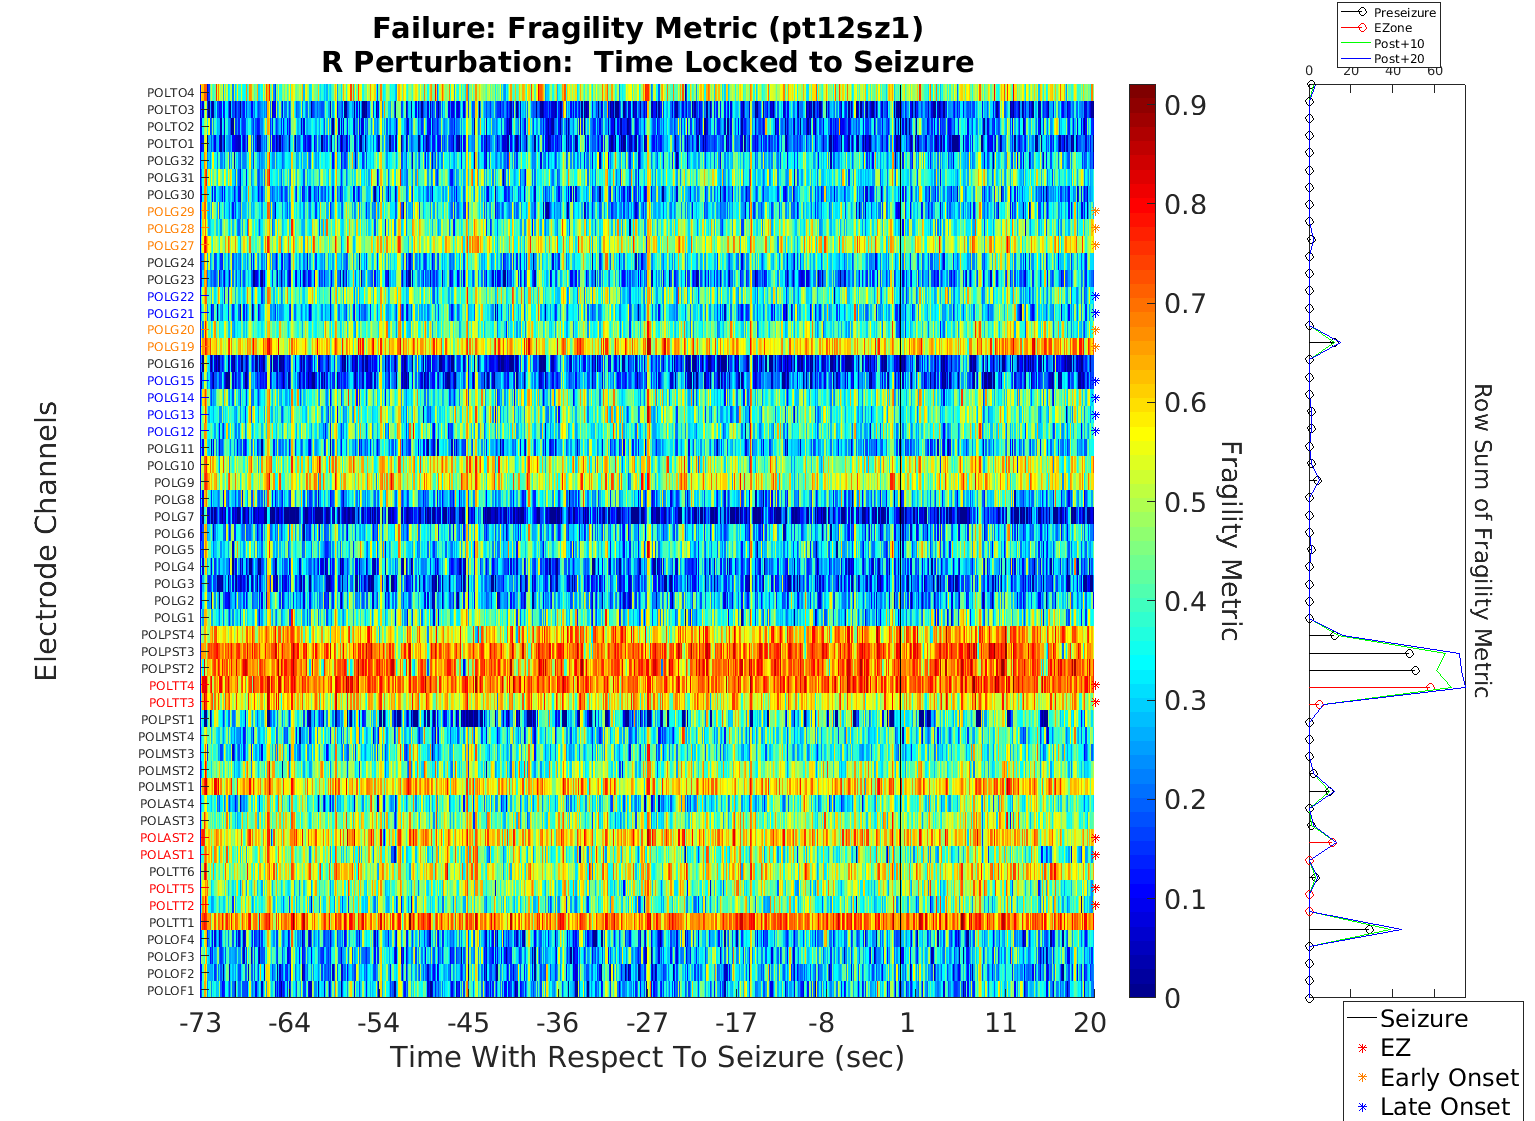 Failure: Fragility Metric (pt12sz1)
R Perturbation:  Time Locked to Seizure
Electrode Channels
POLTO4
POLTO3
POLTO2
POLTO1
POLG32
POLG31
POLG30
POLG29
POLG28
POLG27
POLG24
POLG23
POLG22
POLG21
POLG20
POLG19
POLG16
POLG15
POLG14
POLG13
POLG12
POLG11
POLG10
POLG9
POLG8
POLG7
POLG6
POLG5
POLG4
POLG3
POLG2
POLG1
POLPST4
POLPST3
POLPST2
POLTT4
POLTT3
POLPST1
POLMST4
POLMST3
POLMST2
POLMST1
POLAST4
POLAST3
POLAST2
POLAST1
POLTT6
POLTT5
POLTT2
POLTT1
POLOF4
POLOF3
POLOF2
POLOF1
-73 -64 -54 -45 -36 -27 -17 -8 1 11 20
Time With Respect To Seizure (sec)
0.9
0.8
0.7
0.6
0.5
0.4
0.3
0.2
0.1
0
Fragility Metric
Preseizure
EZone
Post+10
Post+20
0 20 40 60
Row Sum of Fragility Metric
Seizure
EZ
Early Onset
Late Onset